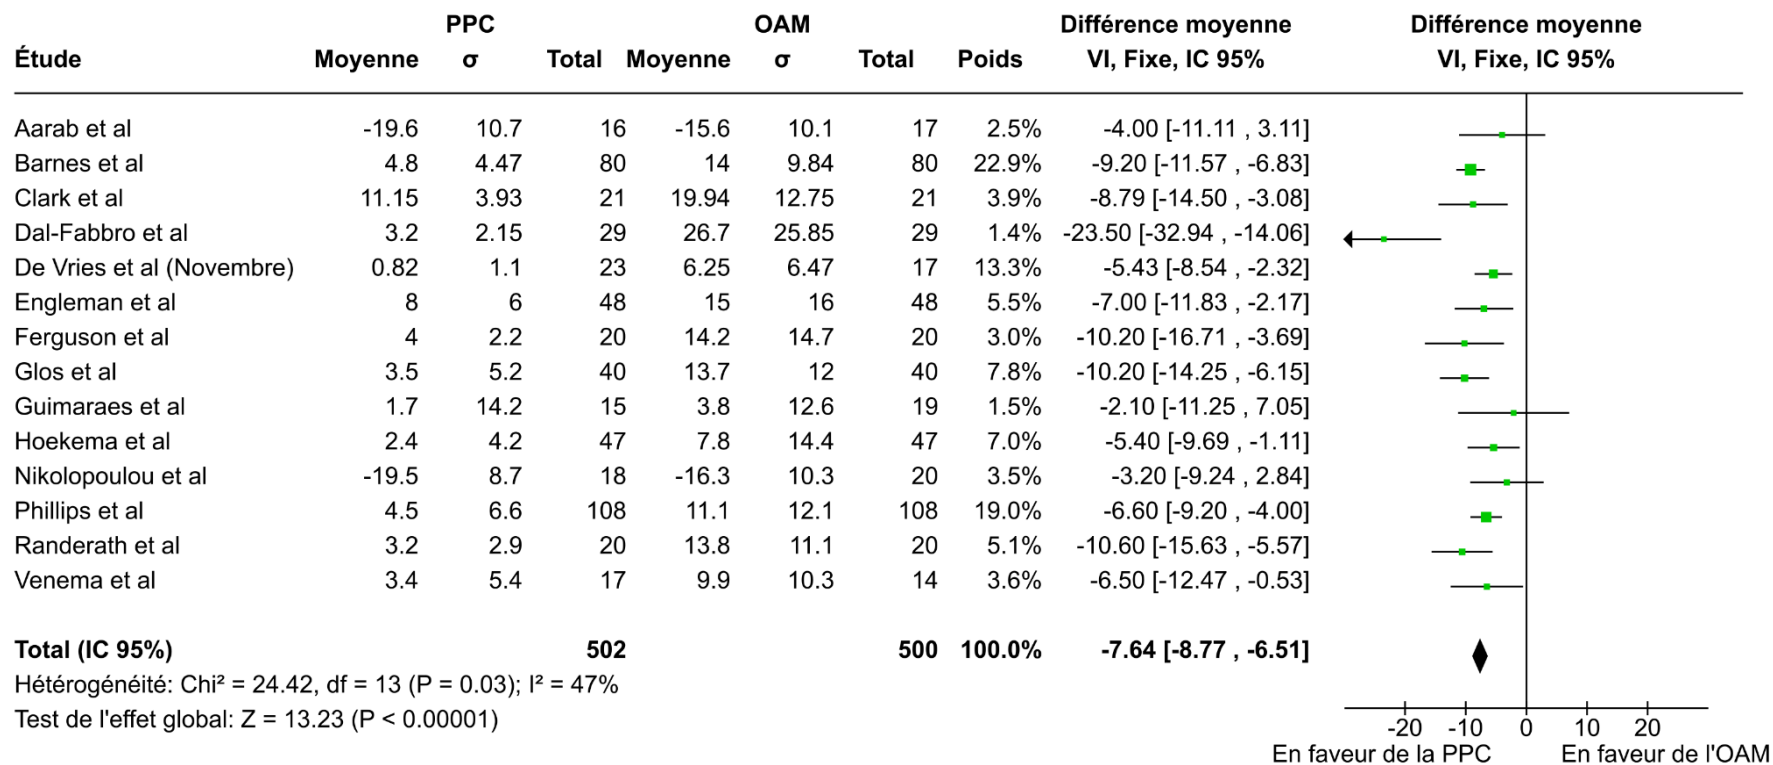 PPC OAM Différence moyenne Différence moyenne
Étude Moyenne σ Total Moyenne σ Total Poids VI, Fixe, IC 95% VI, Fixe, IC 95%
Aarab et al -19.6 10.7 16 -15.6 10.1 17 2.5% -4.00 [-11.11 , 3.11]
Barnes et al 4.8 4.47 80 14 9.84 80 22.9% -9.20 [-11.57 , -6.83]
Clark et al 11.15 3.93 21 19.94 12.75 21 3.9% -8.79 [-14.50 , -3.08]
Dal-Fabbro et al 3.2 2.15 29 26.7 25.85 29 1.4% -23.50 [-32.94 , -14.06]
De Vries et al (Novembre) 0.82 1.1 23 6.25 6.47 17 13.3% -5.43 [-8.54 , -2.32]
Engleman et al 8 6 48 15 16 48 5.5% -7.00 [-11.83 , -2.17]
Ferguson et al 4 2.2 20 14.2 14.7 20 3.0% -10.20 [-16.71 , -3.69]
Glos et al 3.5 5.2 40 13.7 12 40 7.8% -10.20 [-14.25 , -6.15]
Guimaraes et al 1.7 14.2 15 3.8 12.6 19 1.5% -2.10 [-11.25 , 7.05]
Hoekema et al 2.4 4.2 47 7.8 14.4 47 7.0% -5.40 [-9.69 , -1.11]
Nikolopoulou et al -19.5 8.7 18 -16.3 10.3 20 3.5% -3.20 [-9.24 , 2.84]
Phillips et al 4.5 6.6 108 11.1 12.1 108 19.0% -6.60 [-9.20 , -4.00]
Randerath et al 3.2 2.9 20 13.8 11.1 20 5.1% -10.60 [-15.63 , -5.57]
Venema et al 3.4 5.4 17 9.9 10.3 14 3.6% -6.50 [-12.47 , -0.53]
Total (IC 95%) 502 500 100.0% -7.64 [-8.77 , -6.51]
Hétérogénéité: Chi² = 24.42, df = 13 (P = 0.03); I² = 47%
Test de l'effet global: Z = 13.23 (P < 0.00001)
-20 -10 0 10 20
En faveur de la PPC En faveur de l'OAM